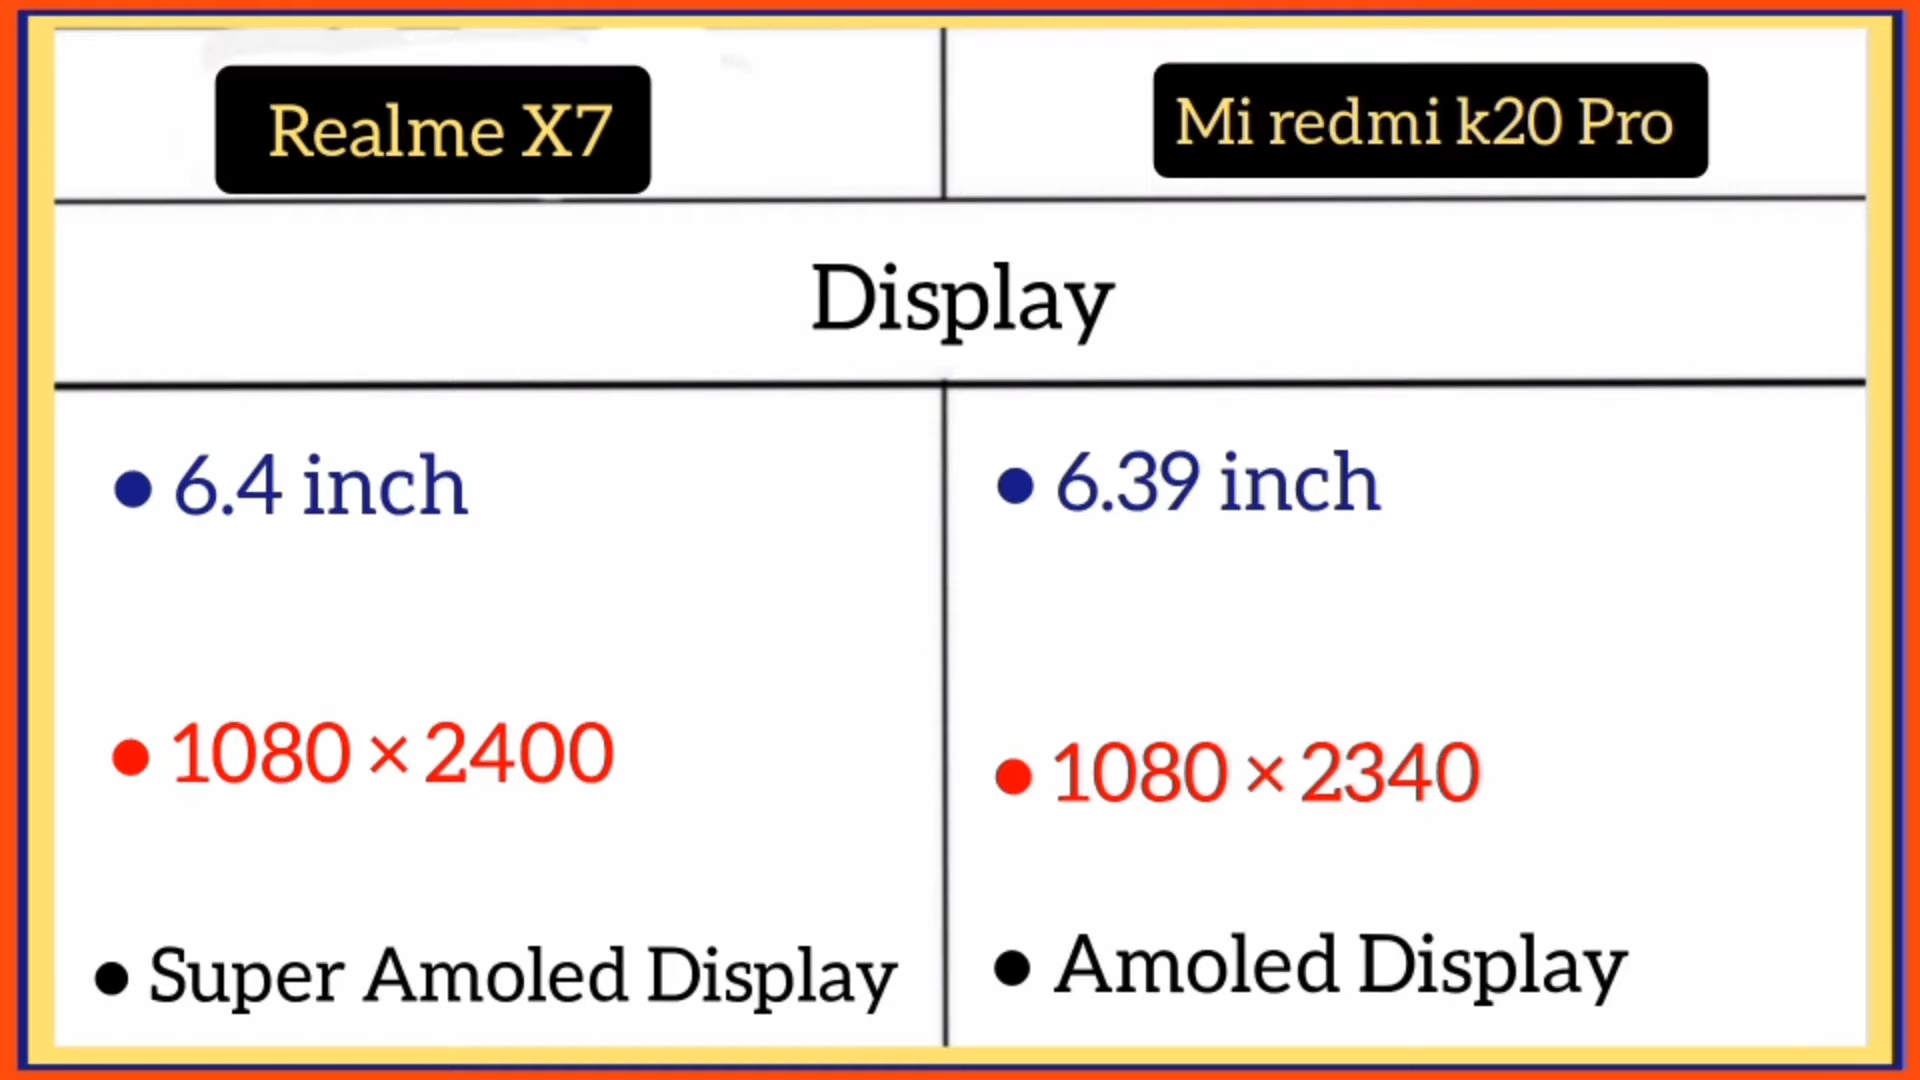 Realme X7
Mi redmi k20 Pro
Display
● 6.4 inch
● 6.39 inch
● 1080 × 2400
● 1080 × 2340
● Super Amoled Display
● Amoled Display